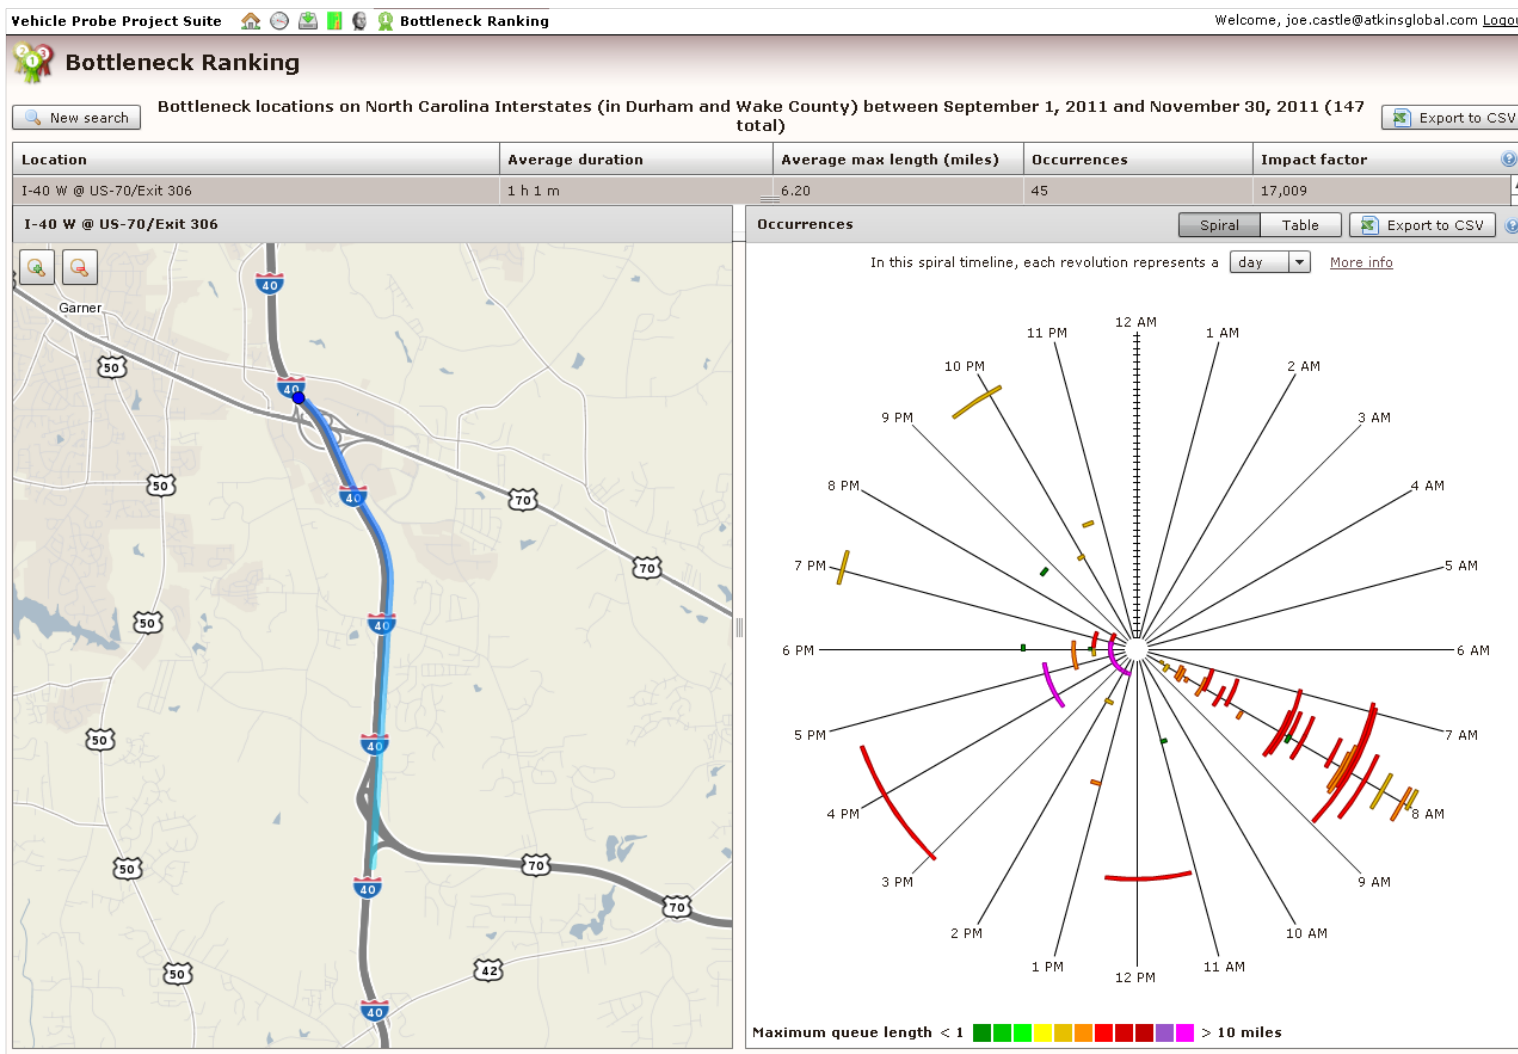 Vehicle Probe Project Suite Bottleneck Ranking Welcome, joe.castle@atkinsglobal.com Logou
Bottleneck Ranking
New search
Bottleneck locations on North Carolina Interstates (in Durham and Wake County) between September 1, 2011 and November 30, 2011 (147
total)
Export to CSV
Location Average duration Average max length (miles) Occurrences Impact factor
I-40 W @ US-70/Exit 306 1 h 1 m 6.20 45 17,009
I-40 W @ US-70/Exit 306
Garner
40
50
40
50
40
70
70
50
40
50
40
50
70
40
70
50
42
40
Occurrences
Spiral
Table
Export to CSV
In this spiral timeline, each revolution represents a day More info
12 AM
11 PM
1 AM
10 PM
2 AM
9 PM
3 AM
8 PM
4 AM
7 PM
5 AM
6 PM
6 AM
5 PM
7 AM
4 PM
8 AM
3 PM
9 AM
2 PM
10 AM
1 PM
11 AM
12 PM
Maximum queue length < 1 > 10 miles